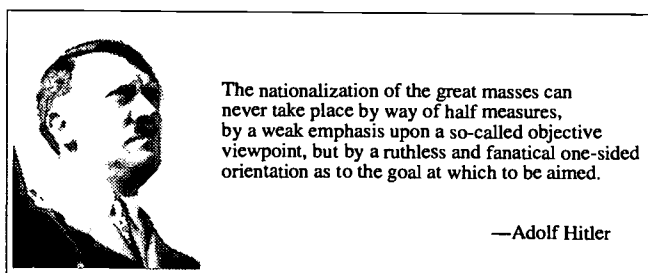 The nationalization of the great masses can
never take place by way of half measures,
by a weak emphasis upon a so-called objective
viewpoint, but by a ruthless and fanatical one-sided
orientation as to the goal at which to be aimed.
—Adolf Hitler